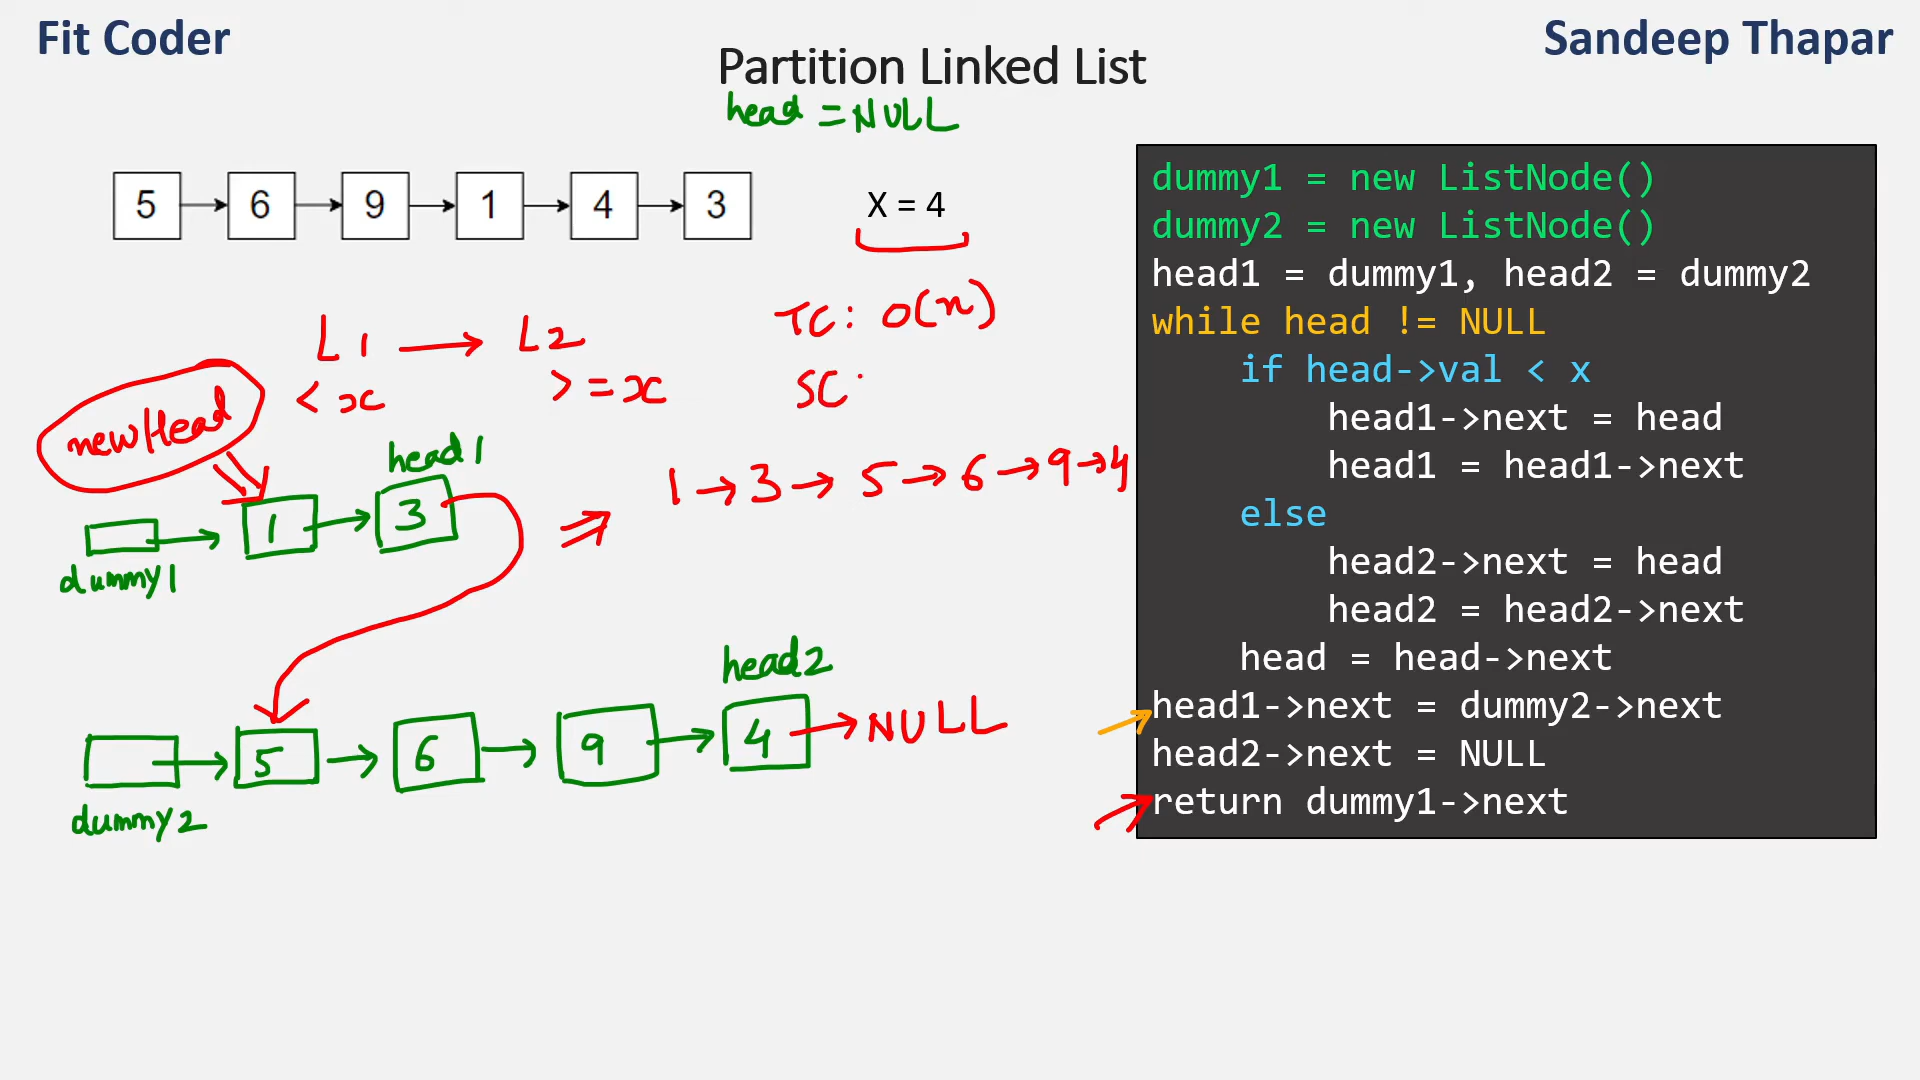 Fit Coder
Sandeep Thapar
Partition Linked List
head = NULL
5 6 9 1 4 3
X = 4
TC: O(n)
SC:
L1 → L2
< x >= x
newHead
head1
1 → 3 → 5 → 6 → 9 → 4
1 3
dummy1
head2
5 6 9 4 → NULL
dummy2
dummy1 = new ListNode()
dummy2 = new ListNode()
head1 = dummy1, head2 = dummy2
while head != NULL
if head->val < x
head1->next = head
head1 = head1->next
else
head2->next = head
head2 = head2->next
head = head->next
head1->next = dummy2->next
head2->next = NULL
return dummy1->next